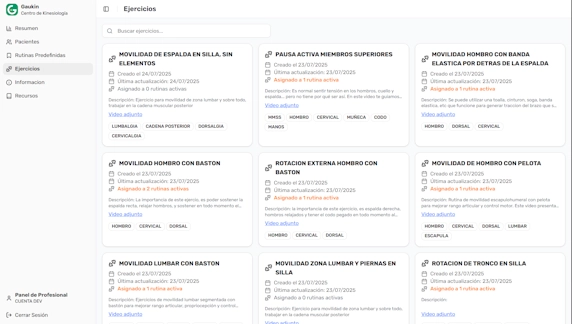 Gaukin
Centro de Kinesiología
Resumen
Pacientes
Rutinas Predefinidas
Ejercicios
Informacion
Recursos
Panel de Profesional
CUENTA DEV
Cerrar Sesión
Ejercicios
Buscar ejercicios...
MOVILIDAD DE ESPALDA EN SILLA, SIN
ELEMENTOS
Creado el 24/07/2025
Última actualización: 24/07/2025
Asignado a 0 rutinas activas
Descripción: Ejercicio para movilidad de zona lumbar y sobre todo,
trabajar en la cadena muscular posterior
Video adjunto
LUMBALGIA CADENA POSTERIOR DORSALGIA
CERVICALGIA
PAUSA ACTIVA MIEMBROS SUPERIORES
Creado el 23/07/2025
Última actualización: 23/07/2025
Asignado a 1 rutina activa
Descripción: Es normal sentir tensión en los hombros, cuello y
espalda... pero no tiene por qué ser así. En este video te guiamos...
Video adjunto
MMSS HOMBRO CERVICAL MUÑECA CODO
MANOS
MOVILIDAD HOMBRO CON BANDA
ELASTICA POR DETRAS DE LA ESPALDA
Creado el 23/07/2025
Última actualización: 23/07/2025
Asignado a 1 rutina activa
Descripción: Se puede utilizar una toalla, cinturon, soga, banda
elastica, etc que funcione para generar traccion del brazo que s...
Video adjunto
HOMBRO DORSAL CERVICAL
MOVILIDAD HOMBRO CON BASTON
Creado el 23/07/2025
Última actualización: 23/07/2025
Asignado a 2 rutinas activas
Descripción: La importancia de este ejercicio, es poder sostener la
espalda recta, relajar hombros, y sostener en todo momento el...
Video adjunto
HOMBRO CERVICAL DORSAL
ROTACION EXTERNA HOMBRO CON
BASTON
Creado el 23/07/2025
Última actualización: 23/07/2025
Asignado a 1 rutina activa
Descripción: La importancia de este ejercicio, es espalda derecha,
hombros relajados y tener el codo pegado en todo momento al...
Video adjunto
HOMBRO CERVICAL DORSAL
MOVILIDAD DE HOMBRO CON PELOTA
Creado el 23/07/2025
Última actualización: 23/07/2025
Asignado a 1 rutina activa
Descripción: Rutina de movilidad escapulohumeral con pelota
para mejorar rango articular y control motor. Este video presenta...
Video adjunto
HOMBRO CERVICAL DORSAL LUMBAR
ESCAPULA
MOVILIDAD LUMBAR CON BASTON
Creado el 23/07/2025
Última actualización: 23/07/2025
Asignado a 1 rutina activa
Descripción: Ejercicios de movilidad lumbar segmentada con
bastón para mejorar rango articular, propiocepción y control...
Video adjunto
MOVILIDAD ZONA LUMBAR Y PIERNAS EN
SILLA
Creado el 23/07/2025
Última actualización: 23/07/2025
Asignado a 0 rutinas activas
Descripción: Ejercicio para movilidad de zona lumbar y sobre todo,
trabajar en la cadena muscular posterior
Video adjunto
ROTACION DE TRONCO EN SILLA
Creado el 23/07/2025
Última actualización: 23/07/2025
Asignado a 1 rutina activa
Descripción:
Video adjunto